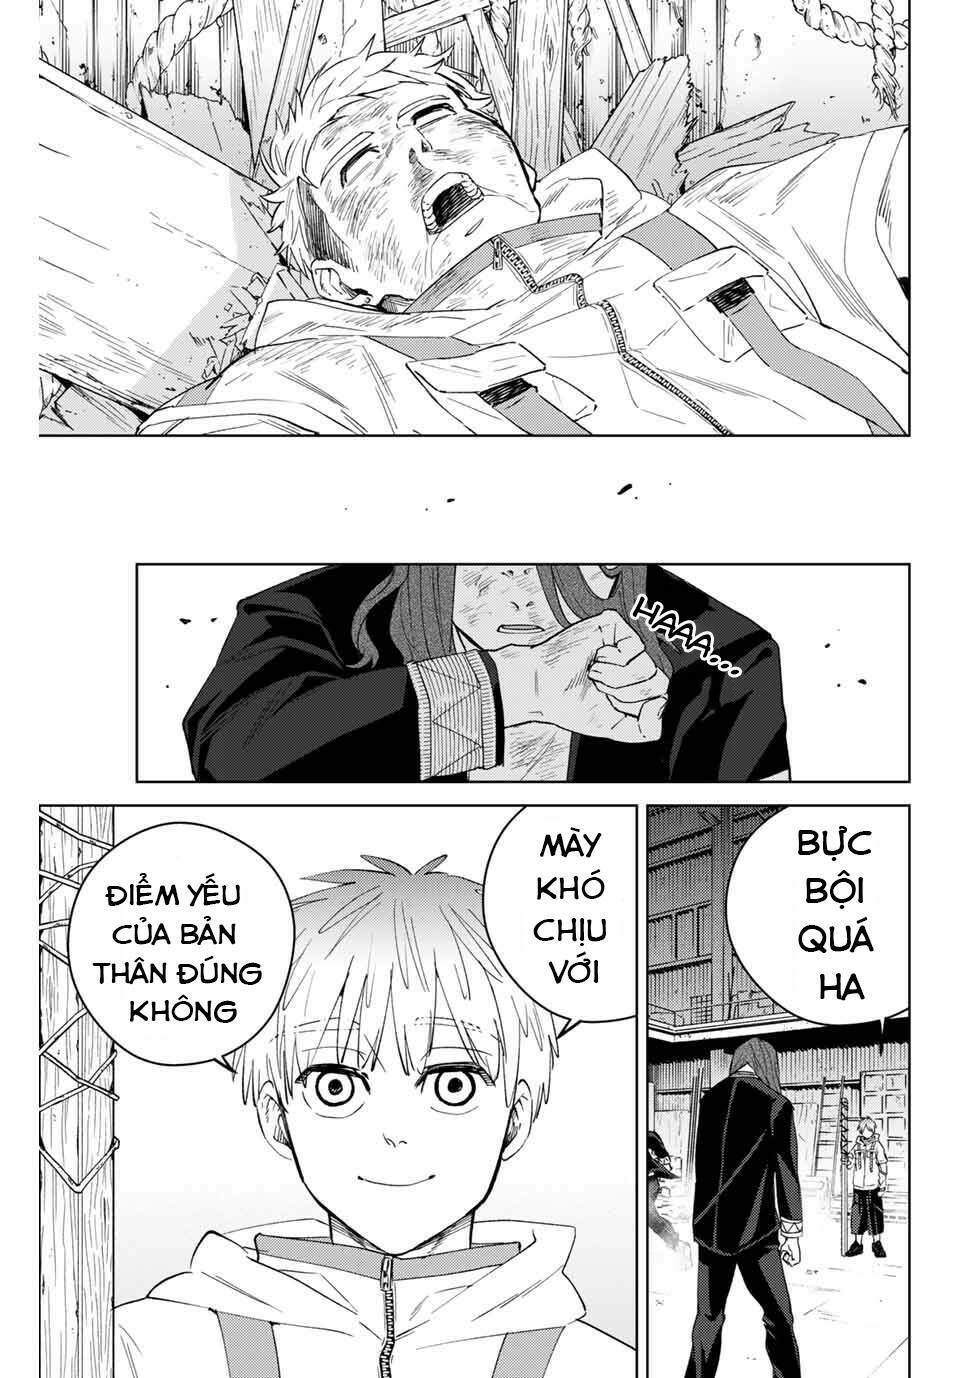 HAAA...
BỰC
BỘI
QUÁ
HA
MÀY
KHÓ
CHỊU
VỚI
ĐIỂM YẾU
CỦA BẢN
THÂN ĐÚNG
KHÔNG